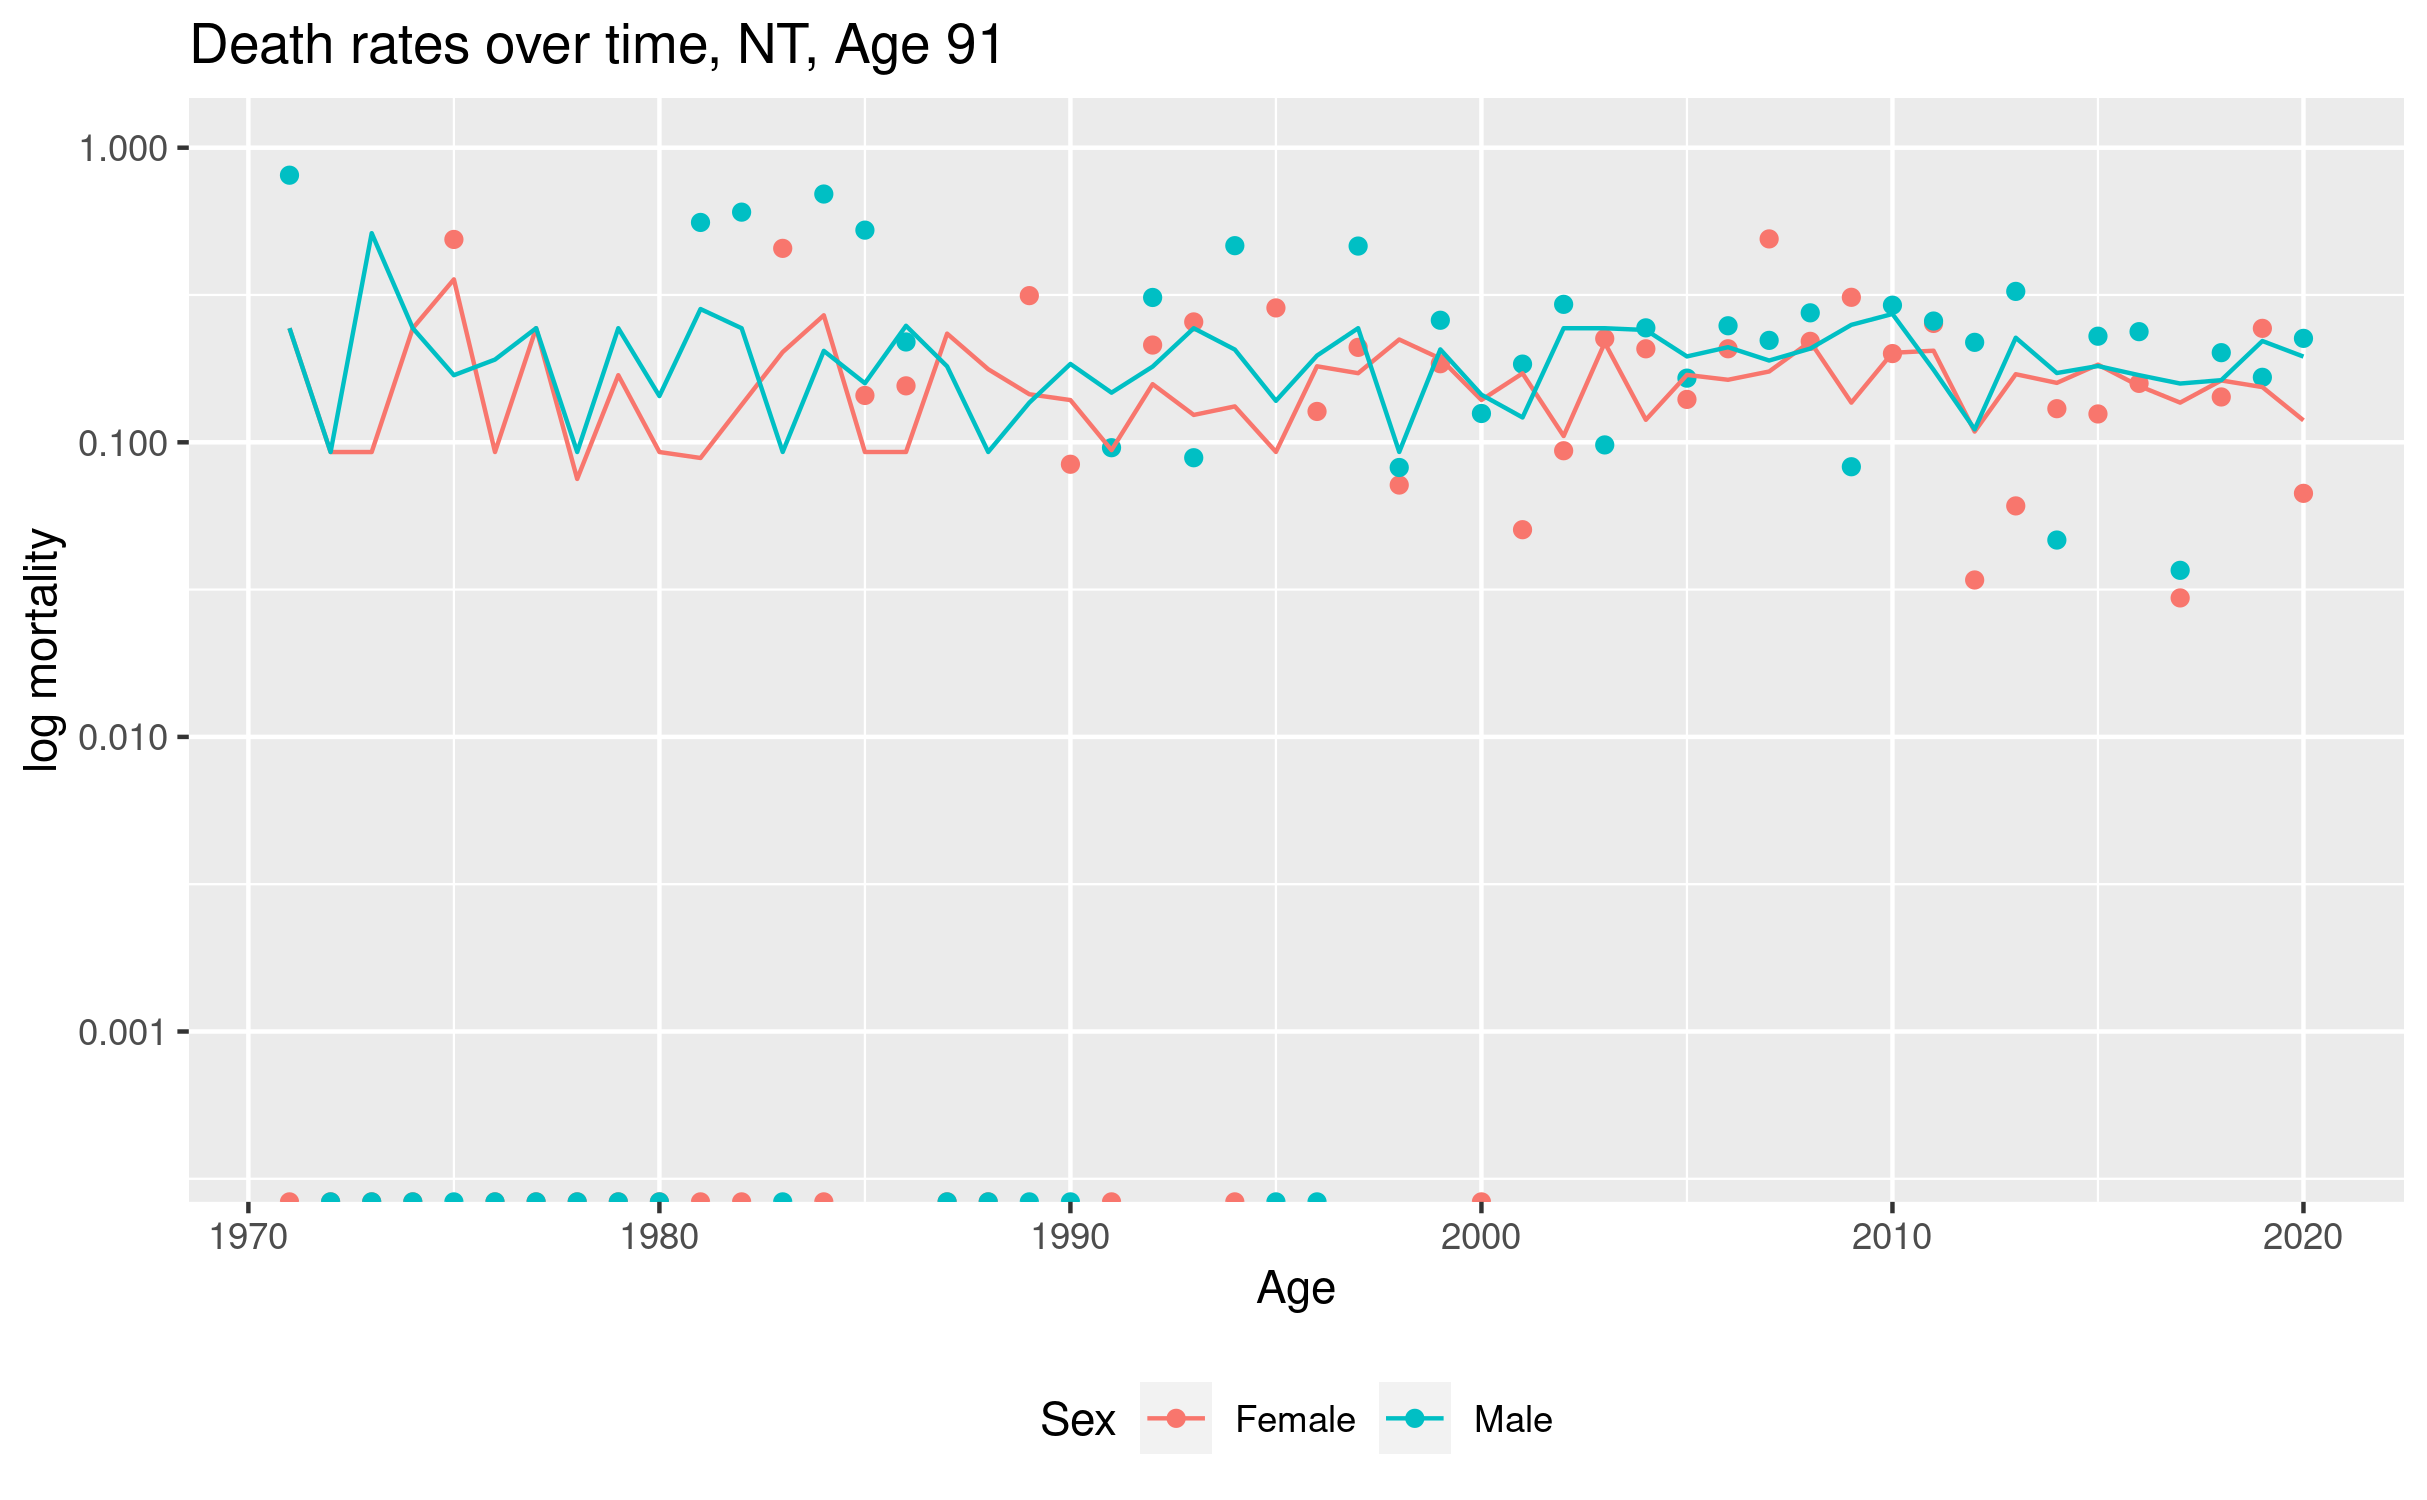 Death rates over time, NT, Age 91
1.000
0.100
0.010
0.001
log mortality
1970 1980 1990 2000 2010 2020
Age
Sex Female Male